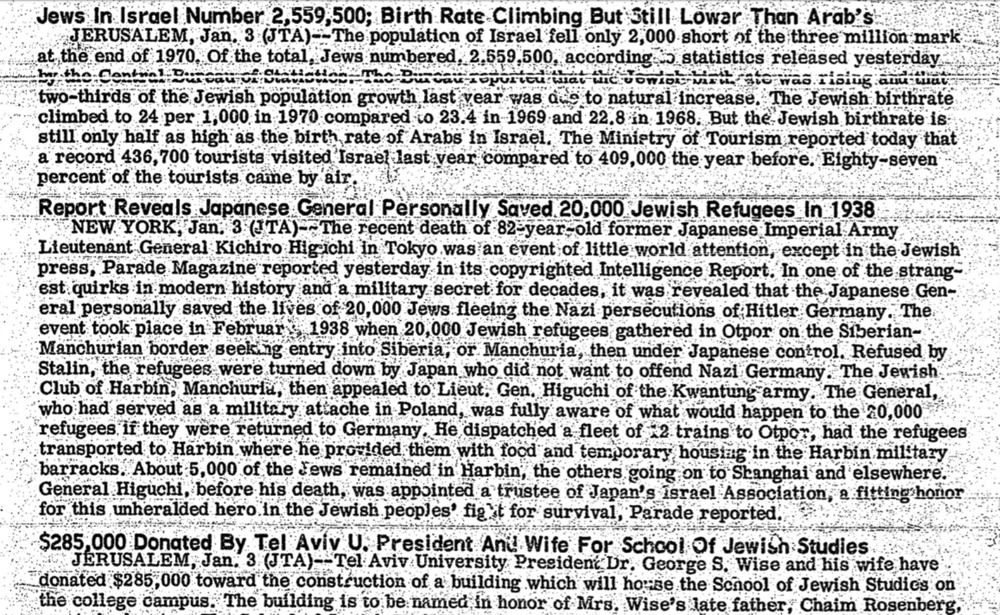 Jews In Israel Number 2,559,500; Birth Rate Climbing But Still Lower Than Arab's
JERUSALEM, Jan. 3 (JTA)--The population of Israel fell only 2,000 short of the three million mark
at the end of 1970. Of the total, Jews numbered 2,559,500, according to statistics released yesterday
by the Central Bureau of Statistics. The Bureau reported that the Jewish birth rate was rising and that
two-thirds of the Jewish population growth last year was due to natural increase. The Jewish birthrate
climbed to 24 per 1,000 in 1970 compared to 23.4 in 1969 and 22.8 in 1968. But the Jewish birthrate is
still only half as high as the birth rate of Arabs in Israel. The Ministry of Tourism reported today that
a record 436,700 tourists visited Israel last year compared to 409,000 the year before. Eighty-seven
percent of the tourists came by air.
Report Reveals Japanese General Personally Saved 20,000 Jewish Refugees In 1938
NEW YORK, Jan. 3 (JTA)--The recent death of 82-year-old former Japanese Imperial Army
Lieutenant General Kichiro Higuchi in Tokyo was an event of little world attention, except in the Jewish
press, Parade Magazine reported yesterday in its copyrighted Intelligence Report. In one of the strang-
est quirks in modern history and a military secret for decades, it was revealed that the Japanese Gen-
eral personally saved the lives of 20,000 Jews fleeing the Nazi persecutions of Hitler Germany. The
event took place in February, 1938 when 20,000 Jewish refugees gathered in Otpor on the Siberian-
Manchurian border seeking entry into Siberia, or Manchuria, then under Japanese control. Refused by
Stalin, the refugees were turned down by Japan who did not want to offend Nazi Germany. The Jewish
Club of Harbin, Manchuria, then appealed to Lieut. Gen. Higuchi of the Kwantung army. The General,
who had served as a military attache in Poland, was fully aware of what would happen to the 20,000
refugees if they were returned to Germany. He dispatched a fleet of 12 trains to Otpor, had the refugees
transported to Harbin where he provided them with food and temporary housing in the Harbin military
barracks. About 5,000 of the Jews remained in Harbin, the others going on to Shanghai and elsewhere.
General Higuchi, before his death, was appointed a trustee of Japan's Israel Association, a fitting honor
for this unheralded hero in the Jewish peoples' fight for survival, Parade reported.
$285,000 Donated By Tel Aviv U. President And Wife For School Of Jewish Studies
JERUSALEM, Jan. 3 (JTA)--Tel Aviv University President Dr. George S. Wise and his wife have
donated $285,000 toward the construction of a building which will house the School of Jewish Studies on
the college campus. The building is to be named in honor of Mrs. Wise's late father, Chaim Rosenberg,